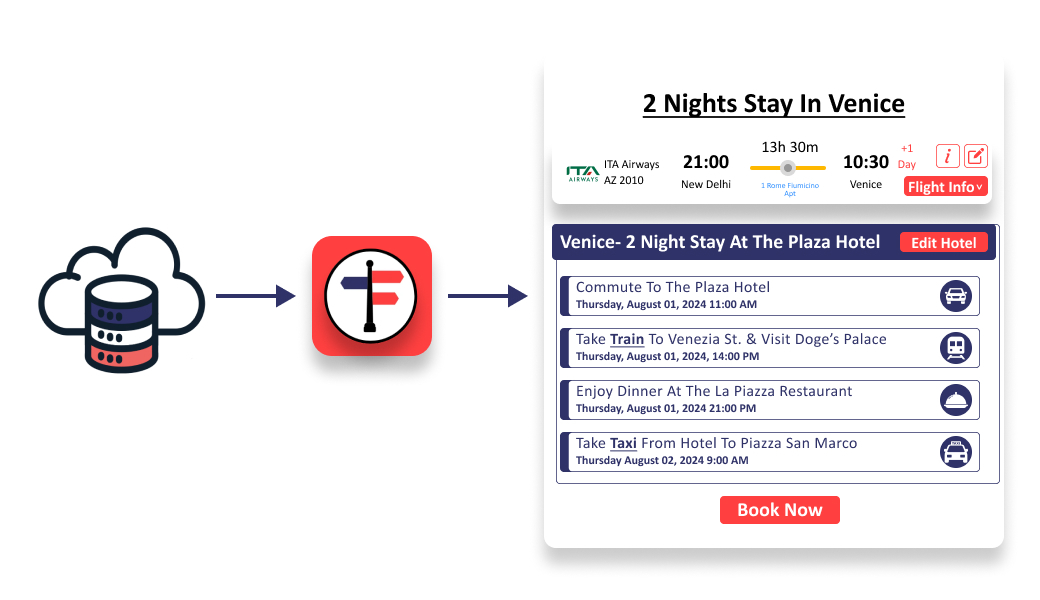 2 Nights Stay In Venice
13h 30m
ITA AIRWAYS
ITA Airways
AZ 2010
21:00
New Delhi
1 Rome Fiumicino
Apt
10:30
Venice
+1
Day
i
Flight Info
Venice- 2 Night Stay At The Plaza Hotel
Edit Hotel
Commute To The Plaza Hotel
Thursday, August 01, 2024 11:00 AM
Take Train To Venezia St. & Visit Doge’s Palace
Thursday, August 01, 2024, 14:00 PM
Enjoy Dinner At The La Piazza Restaurant
Thursday, August 01, 2024 21:00 PM
Take Taxi From Hotel To Piazza San Marco
Thursday August 02, 2024 9:00 AM
Book Now